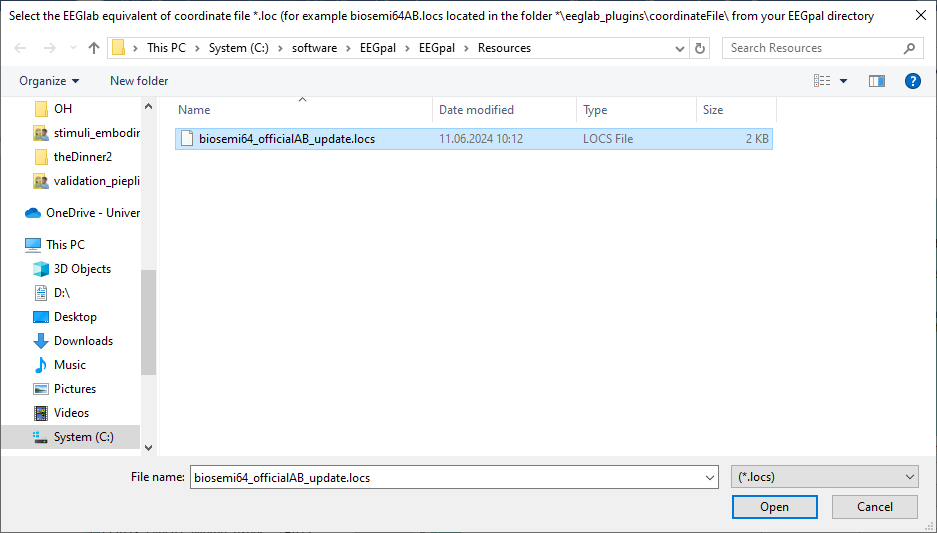 Select the EEGlab equivalent of coordinate file *.loc (for example biosemi64AB.locs located in the folder *\eeglab_plugins\coordinateFile\ from your EEGpal directory
This PC > System (C:) > software > EEGpal > EEGpal > Resources
Search Resources
Organize
New folder
Name
Date modified
Type
Size
biosemi64_officialAB_update.locs
11.06.2024 10:12
LOCS File
2 KB
OH
stimuli_embodir
theDinner2
validation_piepli
OneDrive - Univer
This PC
3D Objects
D:\
Desktop
Downloads
Music
Pictures
Videos
System (C:)
File name:
biosemi64_officialAB_update.locs
(*.locs)
Open
Cancel